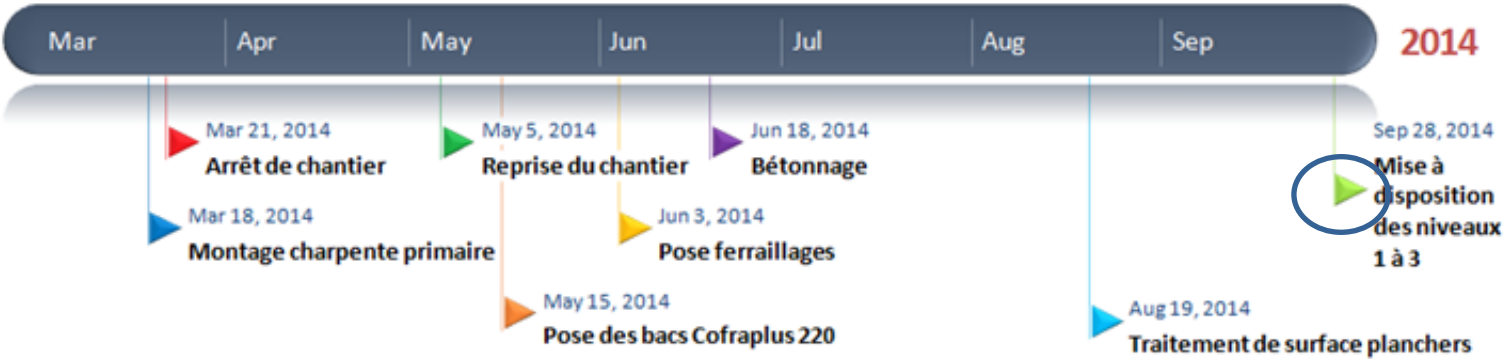 Mar Apr May Jun Jul Aug Sep 2014
Mar 21, 2014
Arrêt de chantier
May 5, 2014
Reprise du chantier
Jun 18, 2014
Bétonnage
Sep 28, 2014
Mise à
disposition
des niveaux
1 à 3
Mar 18, 2014
Montage charpente primaire
Jun 3, 2014
Pose ferraillages
May 15, 2014
Pose des bacs Cofraplus 220
Aug 19, 2014
Traitement de surface planchers